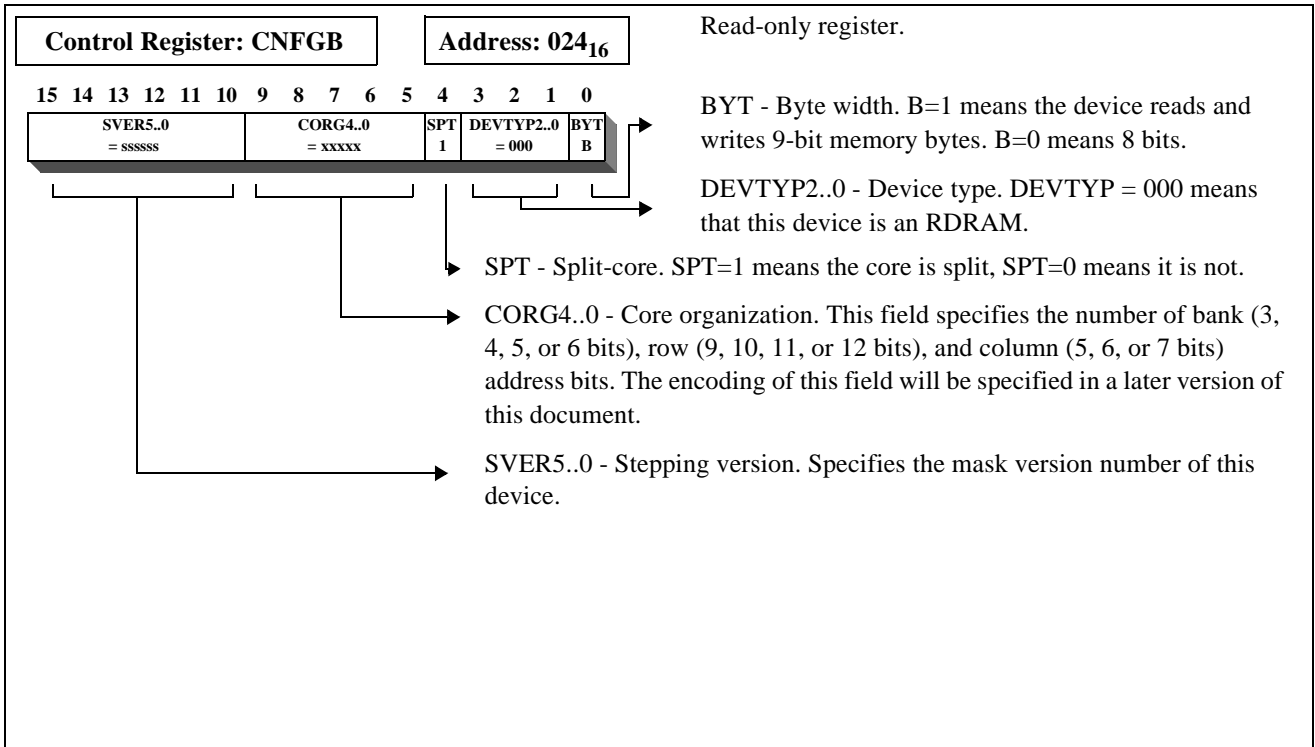 Control Register: CNFGB
Address: 024₁₆
Read-only register.
15 14 13 12 11 10 9 8 7 6 5 4 3 2 1 0
SVER5..0 CORG4..0 SPT DEVTYP2..0 BYT
= ssssss = xxxxx 1 = 000 B
BYT - Byte width. B=1 means the device reads and
writes 9-bit memory bytes. B=0 means 8 bits.
DEVTYP2..0 - Device type. DEVTYP = 000 means
that this device is an RDRAM.
SPT - Split-core. SPT=1 means the core is split, SPT=0 means it is not.
CORG4..0 - Core organization. This field specifies the number of bank (3,
4, 5, or 6 bits), row (9, 10, 11, or 12 bits), and column (5, 6, or 7 bits)
address bits. The encoding of this field will be specified in a later version of
this document.
SVER5..0 - Stepping version. Specifies the mask version number of this
device.